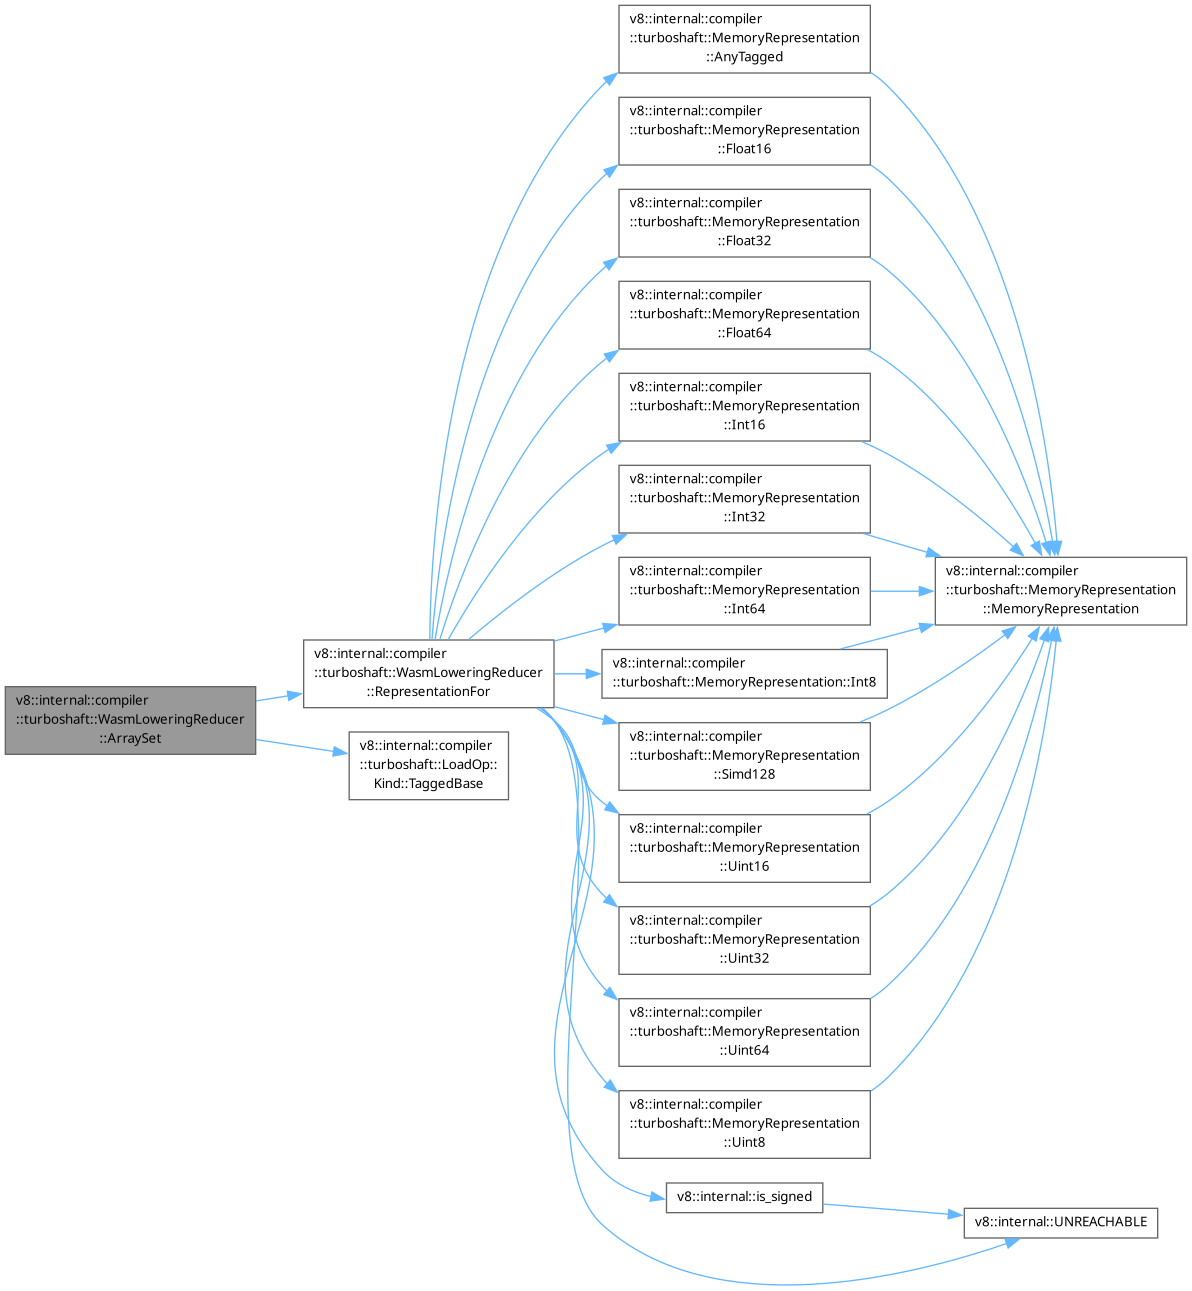 v8::internal::compiler
::turboshaft::MemoryRepresentation
::AnyTagged
v8::internal::compiler
::turboshaft::MemoryRepresentation
::Float16
v8::internal::compiler
::turboshaft::MemoryRepresentation
::Float32
v8::internal::compiler
::turboshaft::MemoryRepresentation
::Float64
v8::internal::compiler
::turboshaft::MemoryRepresentation
::Int16
v8::internal::compiler
::turboshaft::MemoryRepresentation
::Int32
v8::internal::compiler
::turboshaft::MemoryRepresentation
::Int64
v8::internal::compiler
::turboshaft::MemoryRepresentation
::MemoryRepresentation
v8::internal::compiler
::turboshaft::WasmLoweringReducer
::RepresentationFor
v8::internal::compiler
::turboshaft::MemoryRepresentation::Int8
v8::internal::compiler
::turboshaft::WasmLoweringReducer
::ArraySet
v8::internal::compiler
::turboshaft::LoadOp::
Kind::TaggedBase
v8::internal::compiler
::turboshaft::MemoryRepresentation
::Simd128
v8::internal::compiler
::turboshaft::MemoryRepresentation
::Uint16
v8::internal::compiler
::turboshaft::MemoryRepresentation
::Uint32
v8::internal::compiler
::turboshaft::MemoryRepresentation
::Uint64
v8::internal::compiler
::turboshaft::MemoryRepresentation
::Uint8
v8::internal::is_signed
v8::internal::UNREACHABLE